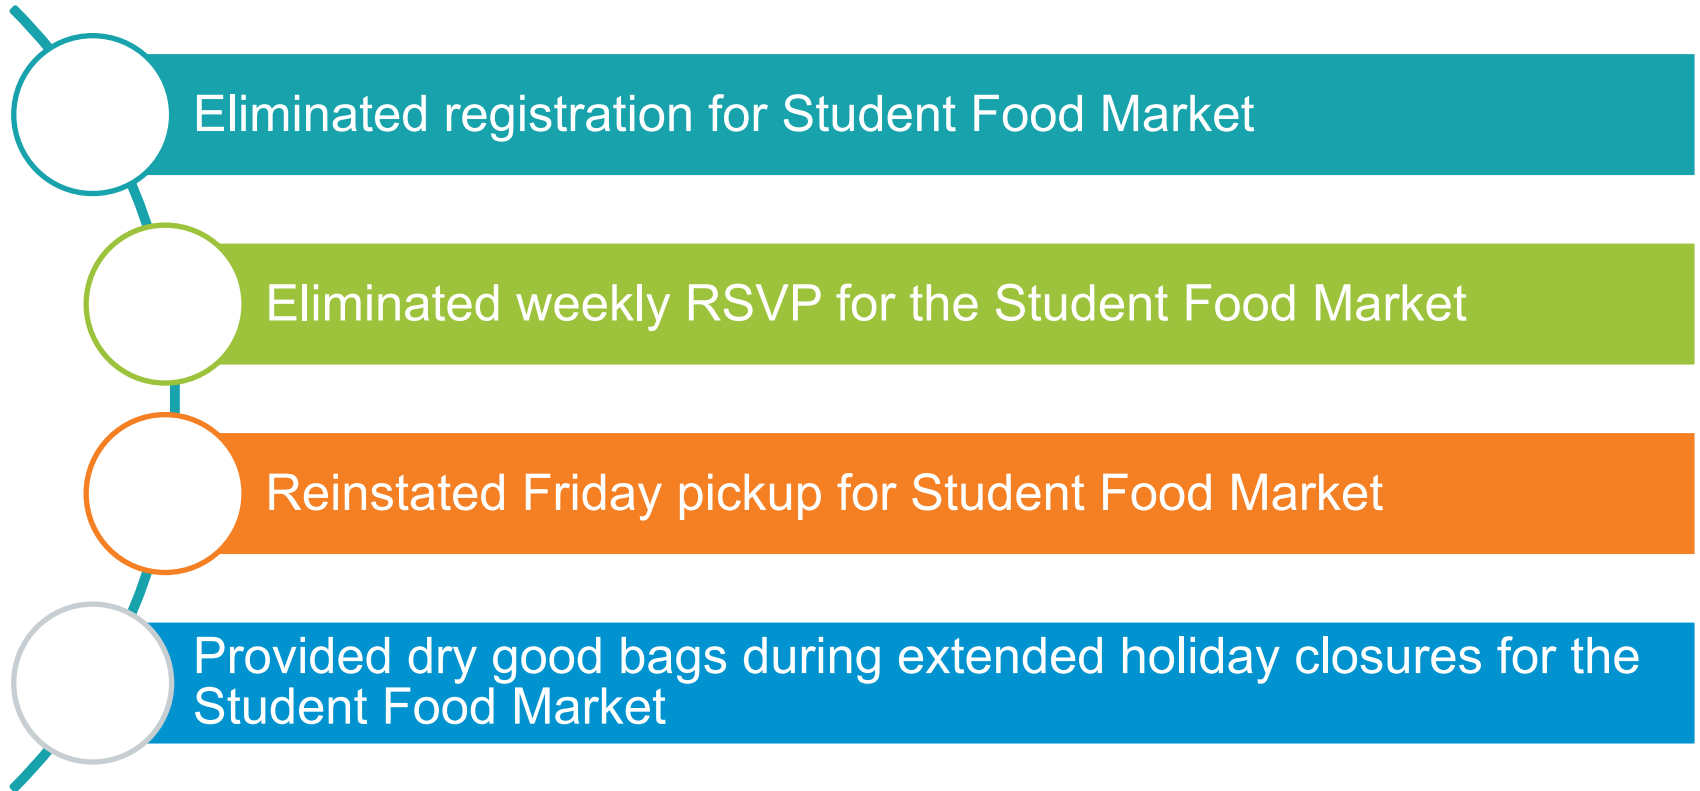 Eliminated registration for Student Food Market
Eliminated weekly RSVP for the Student Food Market
Reinstated Friday pickup for Student Food Market
Provided dry good bags during extended holiday closures for the
Student Food Market